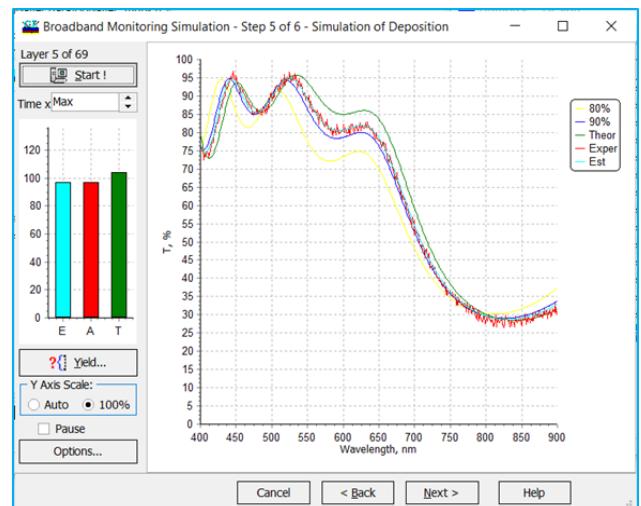 Broadband Monitoring Simulation - Step 5 of 6 - Simulation of Deposition
Layer 5 of 69
Start !
Time x Max
120
100
80
60
40
20
0
E A T
?{ Yield...
Y Axis Scale:
Auto 100%
Pause
Options...
100
95
90
85
80
75
70
65
60
55
50
45
40
35
30
25
20
15
10
5
0
T, %
400 450 500 550 600 650 700 750 800 850 900
Wavelength, nm
80%
90%
Theor
Exper
Est
Cancel < Back Next > Help